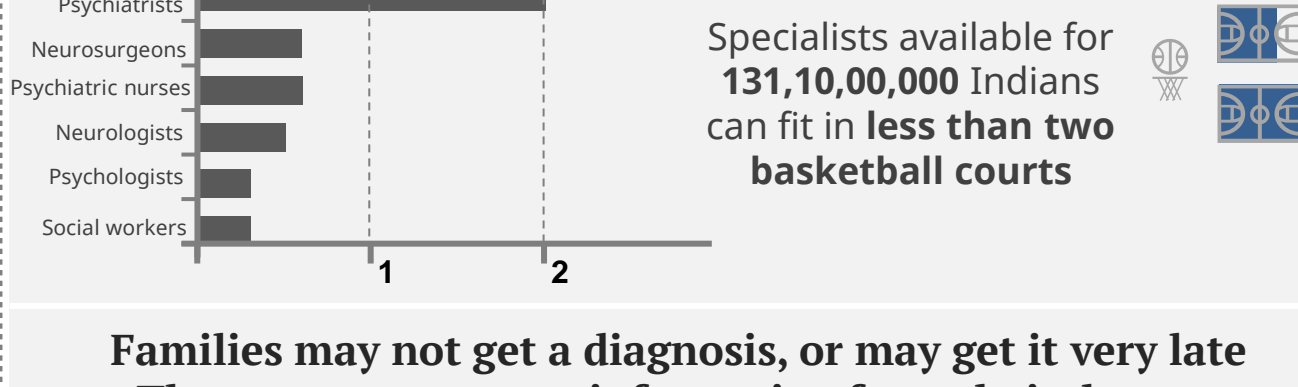 Psychiatrists
Neurosurgeons
Psychiatric nurses
Neurologists
Psychologists
Social workers
1
2
Specialists available for
131,10,00,000 Indians
can fit in less than two
basketball courts
Families may not get a diagnosis, or may get it very late